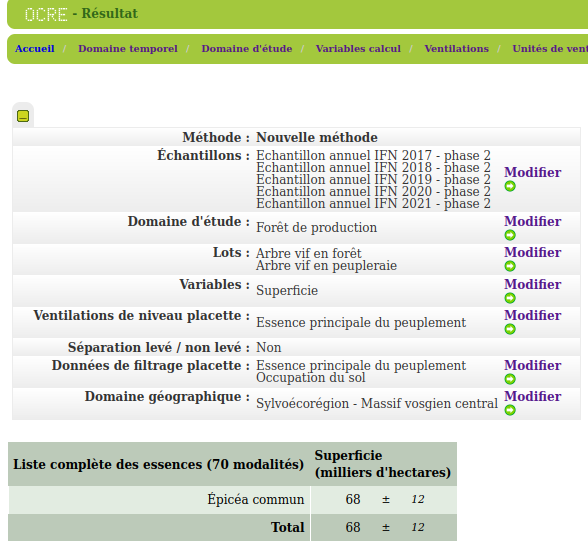 OCRE - Résultat
Accueil / Domaine temporel / Domaine d'étude / Variables calcul / Ventilations / Unités de vent
Méthode : Nouvelle méthode
Échantillons : Echantillon annuel IFN 2017 - phase 2
Echantillon annuel IFN 2018 - phase 2
Echantillon annuel IFN 2019 - phase 2
Echantillon annuel IFN 2020 - phase 2
Echantillon annuel IFN 2021 - phase 2
Modifier
Domaine d'étude : Forêt de production Modifier
Lots : Arbre vif en forêt
Arbre vif en peupleraie
Modifier
Variables : Superficie Modifier
Ventilations de niveau placette : Essence principale du peuplement Modifier
Séparation levé / non levé : Non
Données de filtrage placette : Essence principale du peuplement
Occupation du sol
Modifier
Domaine géographique : Sylvoécorégion - Massif vosgien central Modifier
Liste complète des essences (70 modalités) Superficie
(milliers d'hectares)
Épicéa commun 68 ± 12
Total 68 ± 12